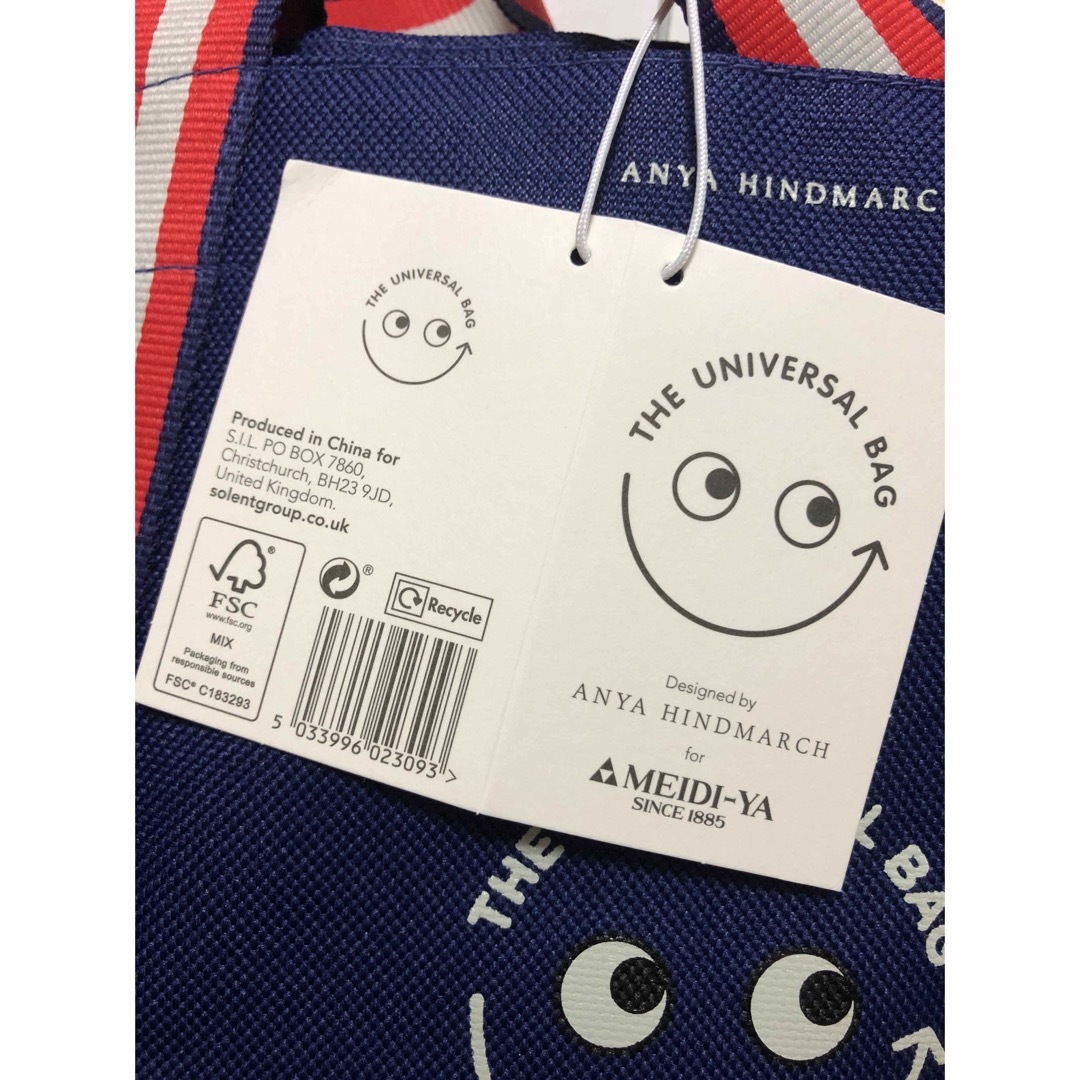 ANYA HINDMARC
THE UNIVERSAL BAG
Produced in China for
S.I.L. PO BOX 7860,
Christchurch, BH23 9JD,
United Kingdom.
solentgroup.co.uk
FSC®
www.fsc.org
MIX
Packaging from
responsible sources
FSC® C183293
®
Recycle
5 033996 023093 >
THE UNIVERSAL BAG
Designed by
ANYA HINDMARCH
for
MEIDI-YA
SINCE 1885
THE L BAG